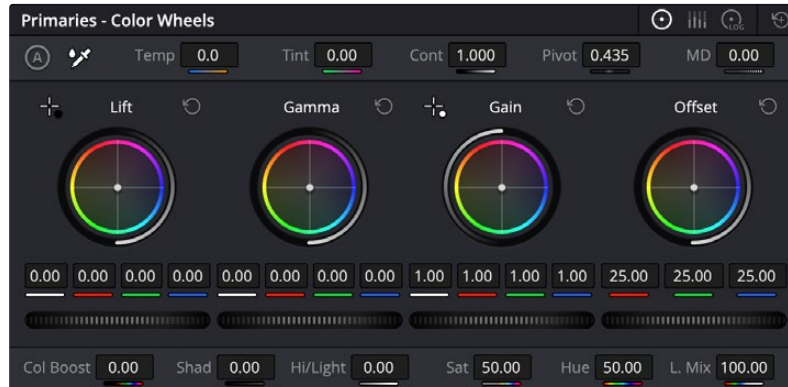 Primaries - Color Wheels
LOG
A Temp 0.0 Tint 0.00 Cont 1.000 Pivot 0.435 MD 0.00
Lift Gamma Gain Offset
0.00 0.00 0.00 0.00 0.00 0.00 0.00 0.00 1.00 1.00 1.00 1.00 25.00 25.00 25.00
Col Boost 0.00 Shad 0.00 Hi/Light 0.00 Sat 50.00 Hue 50.00 L. Mix 100.00